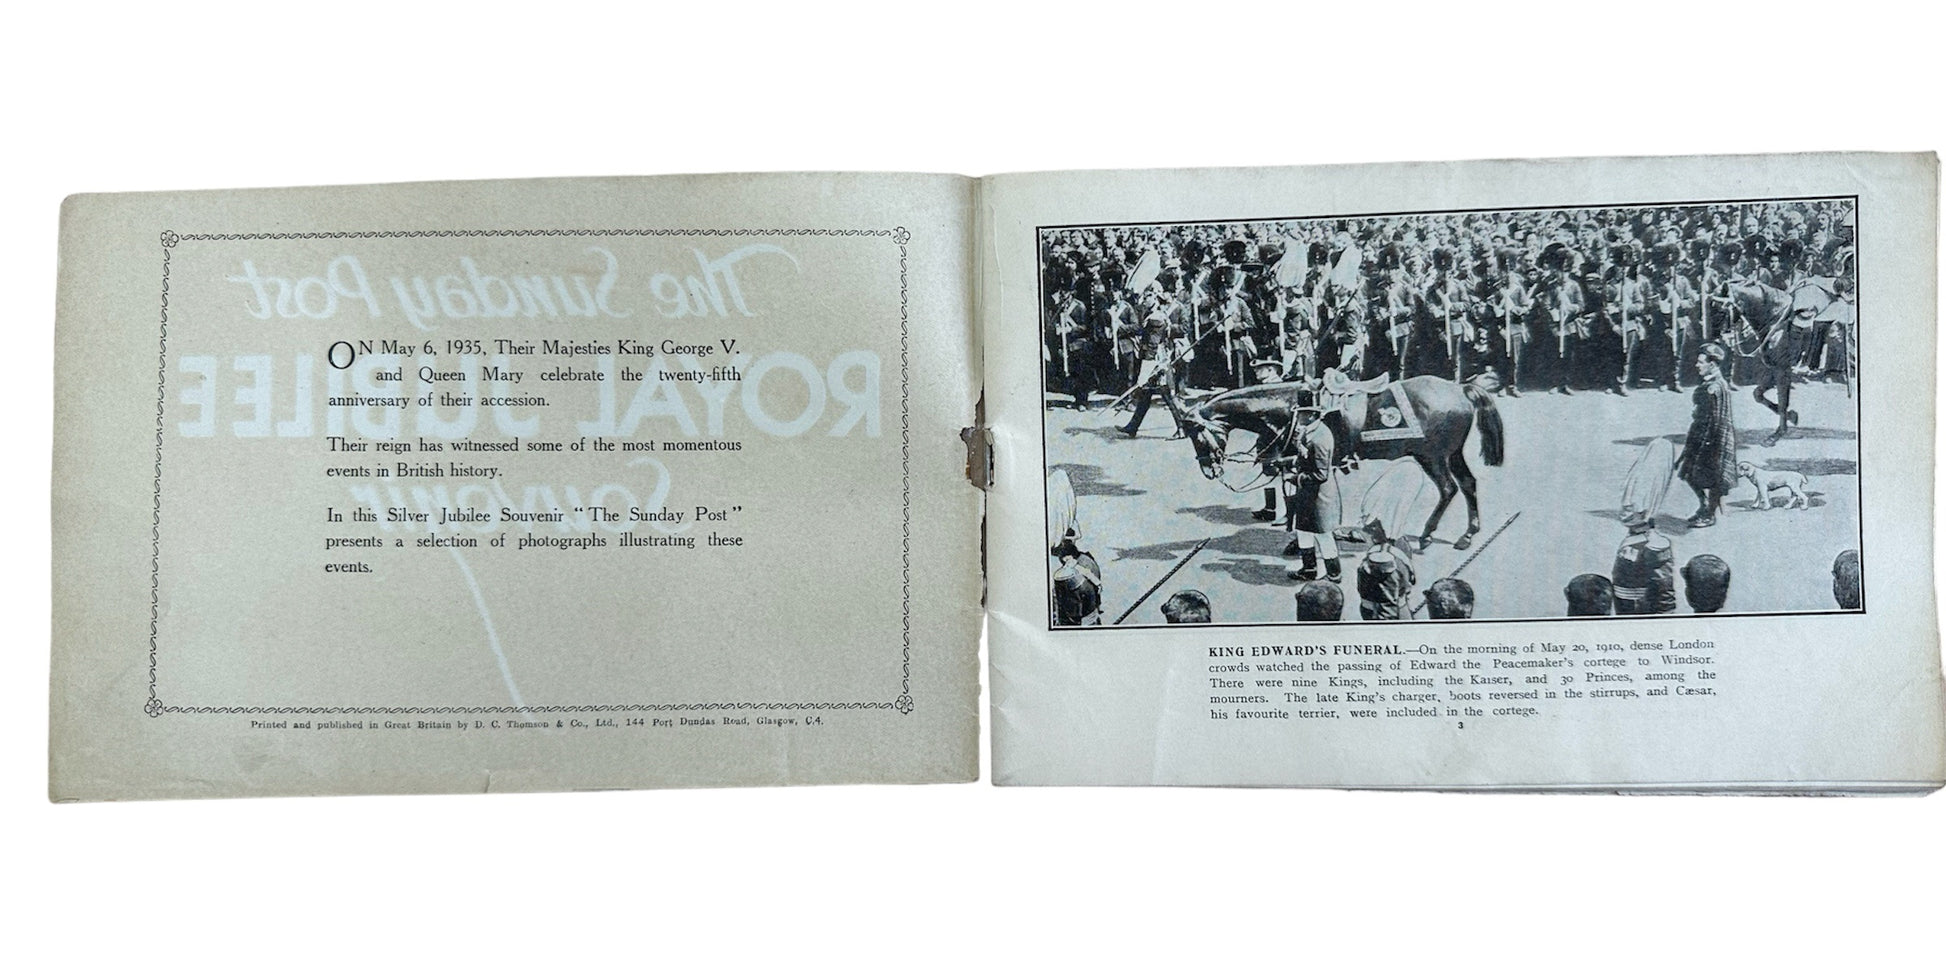 The Sunday Post
ROYAL JUBILEE
Souvenir
ON May 6, 1935, Their Majesties King George V.
and Queen Mary celebrate the twenty-fifth
anniversary of their accession.
Their reign has witnessed some of the most momentous
events in British history.
In this Silver Jubilee Souvenir “The Sunday Post”
presents a selection of photographs illustrating these
events.
Printed and published in Great Britain by D. C. Thomson & Co., Ltd., 144 Port Dundas Road, Glasgow, C.4.
KING EDWARD'S FUNERAL.—On the morning of May 20, 1910, dense London
crowds watched the passing of Edward the Peacemaker's cortege to Windsor.
There were nine Kings, including the Kaiser, and 30 Princes, among the
mourners. The late King's charger, boots reversed in the stirrups, and Cæsar,
his favourite terrier, were included in the cortege.
3